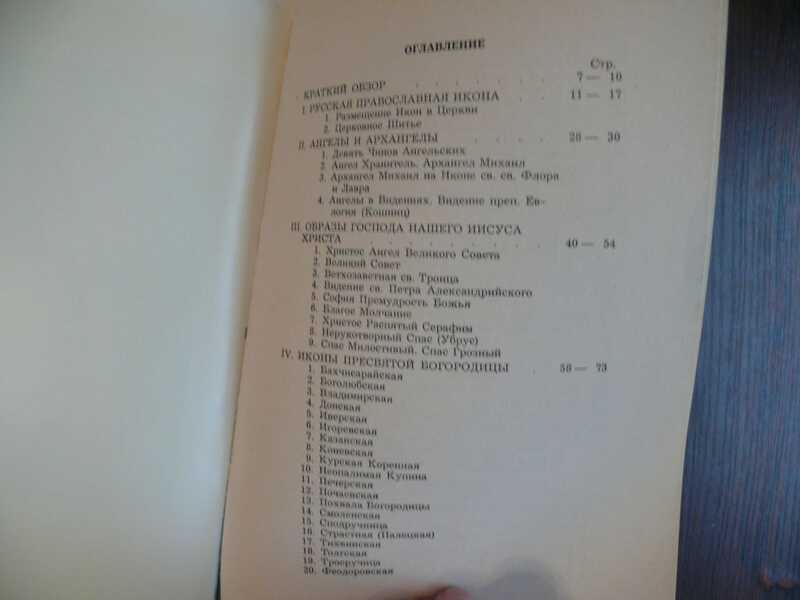 ОГЛАВЛЕНИЕ
Стр.
КРАТКИЙ ОБЗОР . . . . . . 7 — 10
I РУССКАЯ ПРАВОСЛАВНАЯ ИКОНА . . 11 — 17
1. Размещение Икон в Церкви
2. Церковное Шитье
II. АНГЕЛЫ И АРХАНГЕЛЫ . . . . 28 — 30
1. Девять Чинов Ангельских
2. Ангел Хранитель. Архангел Михаил
3. Архангел Михаил на Иконе св. св. Флора
и Лавра
4. Ангелы в Видениях. Видение преп. Ев-
логия (Кошниц)
III. ОБРАЗЫ ГОСПОДА НАШЕГО ИИСУСА
ХРИСТА . . . . . . . . . 40 — 54
1. Христос Ангел Великого Совета
2. Великий Совет
3. Ветхозаветная св. Троица
4. Видение св. Петра Александрийского
5. София Премудрость Божья
6. Благое Молчание
7. Христос Распятый Серафим
8. Нерукотворный Спас (Убрус)
9. Спас Милостивый. Спас Грозный
IV. ИКОНЫ ПРЕСВЯТОЙ БОГОРОДИЦЫ . 58 — 73
1. Бахчисарайская
2. Боголюбская
3. Владимирская
4. Донская
5. Иверская
6. Игоревская
7. Казанская
8. Коневская
9. Курская Коренная
10. Неопалимая Купина
11. Печерская
12. Почаевская
13. Похвала Богородицы
14. Смоленская
15. Споручница
16. Страстная (Палецкая)
17. Тихвинская
18. Толгская
19. Троеручица
20. Феодоровская